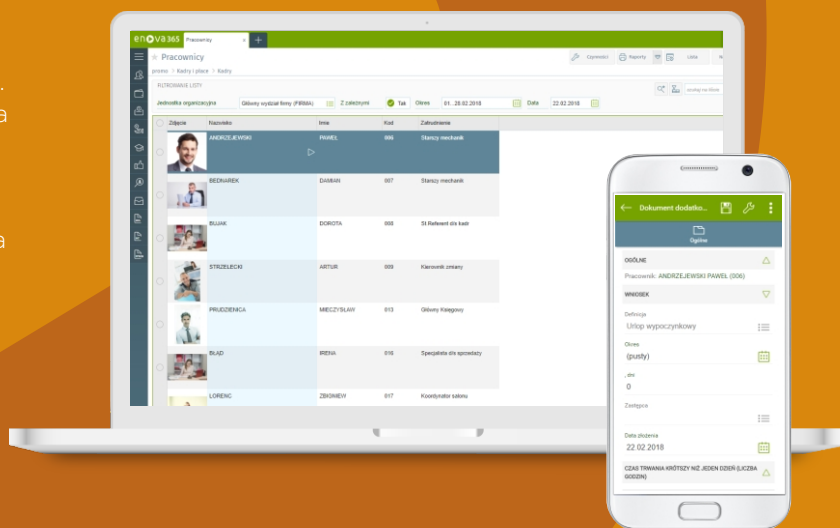 enova365 Pracownicy
Pracownicy
Czynności Raporty Lista
promo > Kadry i płace > Kadry
FILTROWANIE LISTY
Jednostka organizacyjna Główny wydział firmy (FIRMA) Z zależnymi Tak Okres 01...28.02.2018 Data 22.02.2018
Zdjęcie Nazwisko Imię Kod Zatrudnienie
ANDRZEJEWSKI PAWEŁ 006 Starszy mechanik
BEDNAREK DAMIAN 007 Starszy mechanik
BUJAK DOROTA 008 St.Referent d/s kadr
STRZELECKI ARTUR 009 Kierownik zmiany
PRUDZIENICA MIECZYSŁAW 013 Główny Księgowy
BŁĄD IRENA 016 Specjalista d/s sprzedaży
LORENC ZBIGNIEW 017 Koordynator salonu
a
a
Dokument dodatko...
Ogólne
OGÓLNE
Pracownik: ANDRZEJEWSKI PAWEŁ (006)
WNIOSEK
Definicja
Urlop wypoczynkowy
Okres
(pusty)
, dni
0
Zastępca
Data złożenia
22.02.2018
CZAS TRWANIA KRÓTSZY NIŻ JEDEN DZIEŃ (LICZBA
GODZIN)